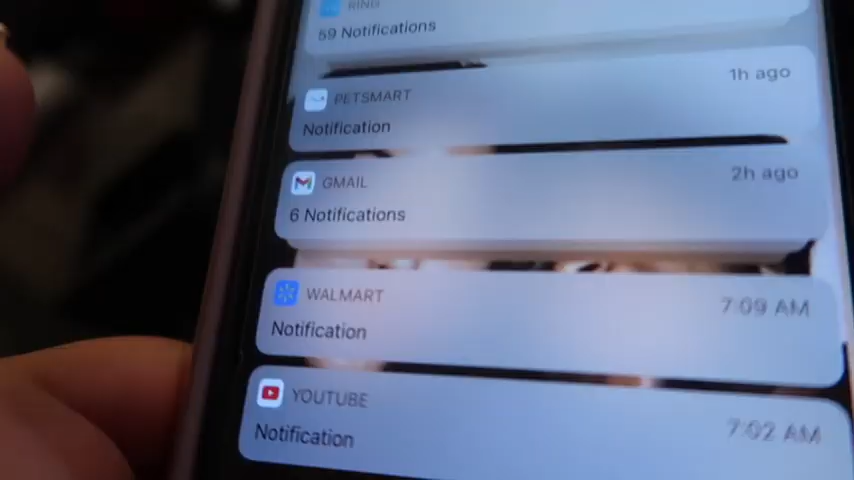 RING
59 Notifications
PETSMART
1h ago
Notification
GMAIL
2h ago
6 Notifications
WALMART
7:09 AM
Notification
YOUTUBE
7:02 AM
Notification